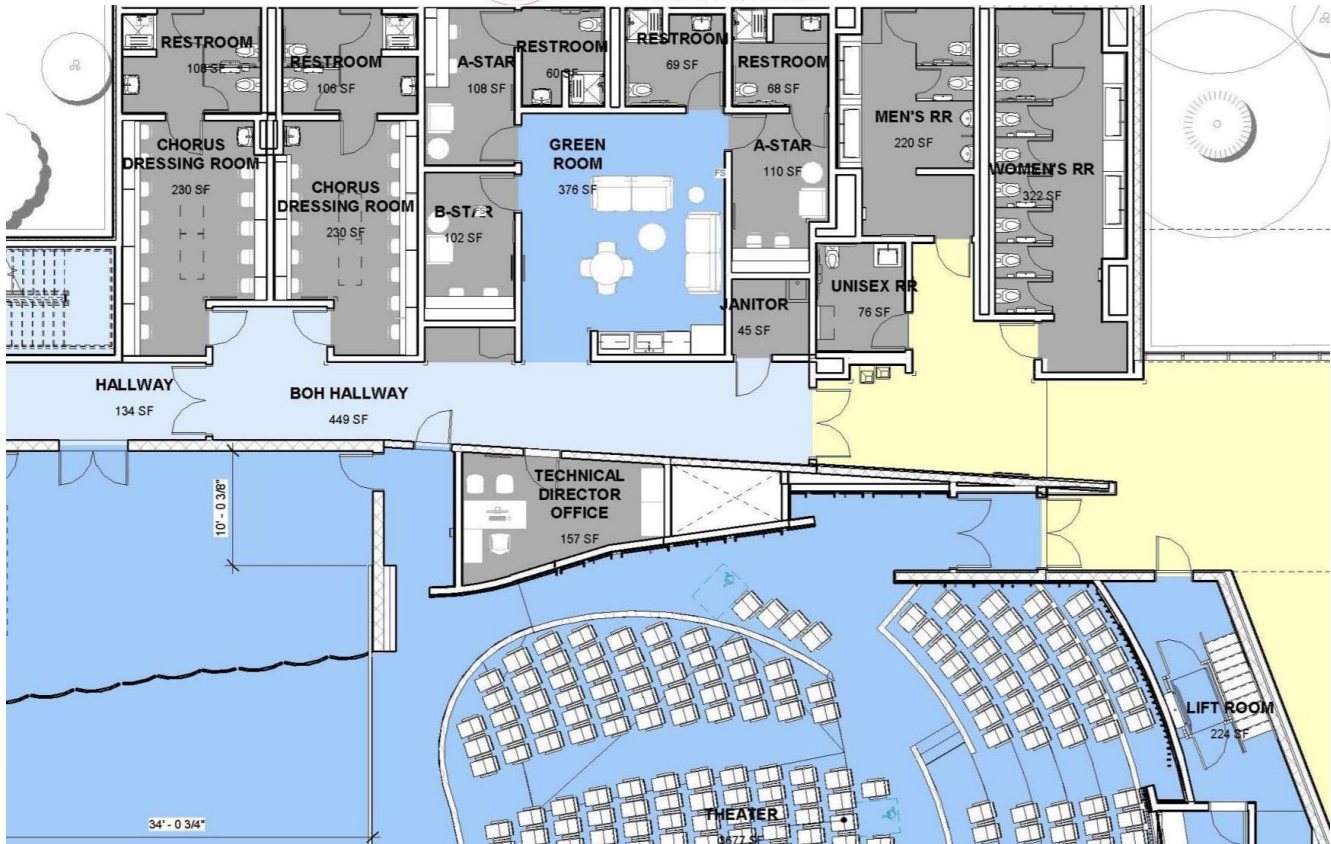 RESTROOM
108 SF
RESTROOM
106 SF
A-STAR
108 SF
RESTROOM
60 SF
RESTROOM
69 SF
RESTROOM
68 SF
MEN'S RR
220 SF
WOMEN'S RR
322 SF
CHORUS
DRESSING ROOM
230 SF
CHORUS
DRESSING ROOM
230 SF
B-STAR
102 SF
GREEN
ROOM
376 SF
FS
A-STAR
110 SF
JANITOR
45 SF
UNISEX RR
76 SF
HALLWAY
134 SF
BOH HALLWAY
449 SF
10' - 0 3/8"
TECHNICAL
DIRECTOR
OFFICE
157 SF
LIFT ROOM
224 SF
THEATER
3677 SF
34' - 0 3/4"